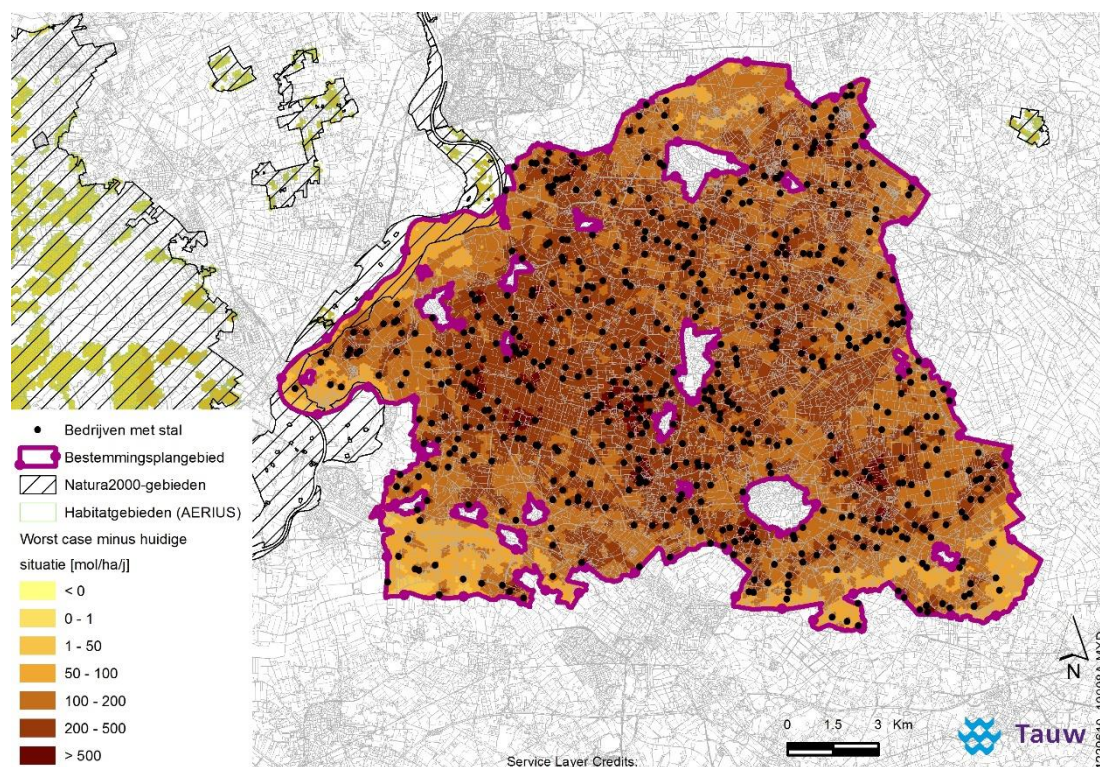 Bedrijven met stal
Bestemmingsplangebied
Natura2000-gebieden
Habitatgebieden (AERIUS)
Worst case minus huidige
situatie [mol/ha/j]
< 0
0 - 1
1 - 50
50 - 100
100 - 200
200 - 500
> 500
0 1.5 3 Km
N
Tauw
Service Layer Credits: